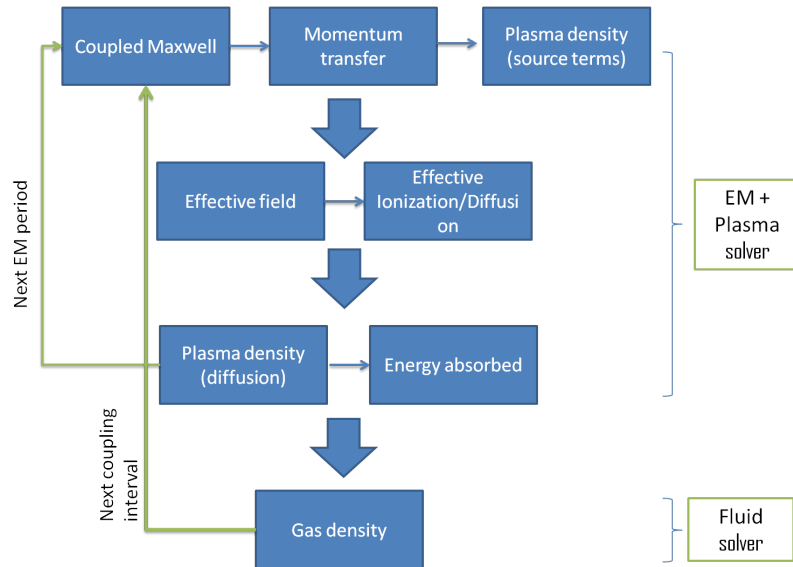 Coupled Maxwell
Momentum
transfer
Plasma density
(source terms)
Effective field
Effective
Ionization/Diffusi
on
EM +
Plasma
solver
Next EM period
Plasma density
(diffusion)
Energy absorbed
Next coupling
interval
Gas density
Fluid
solver